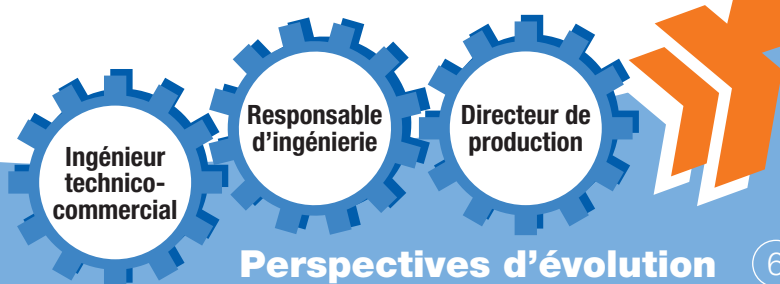 Ingénieur
technico-
commercial
Responsable
d'ingénierie
Directeur de
production
Perspectives d'évolution 6